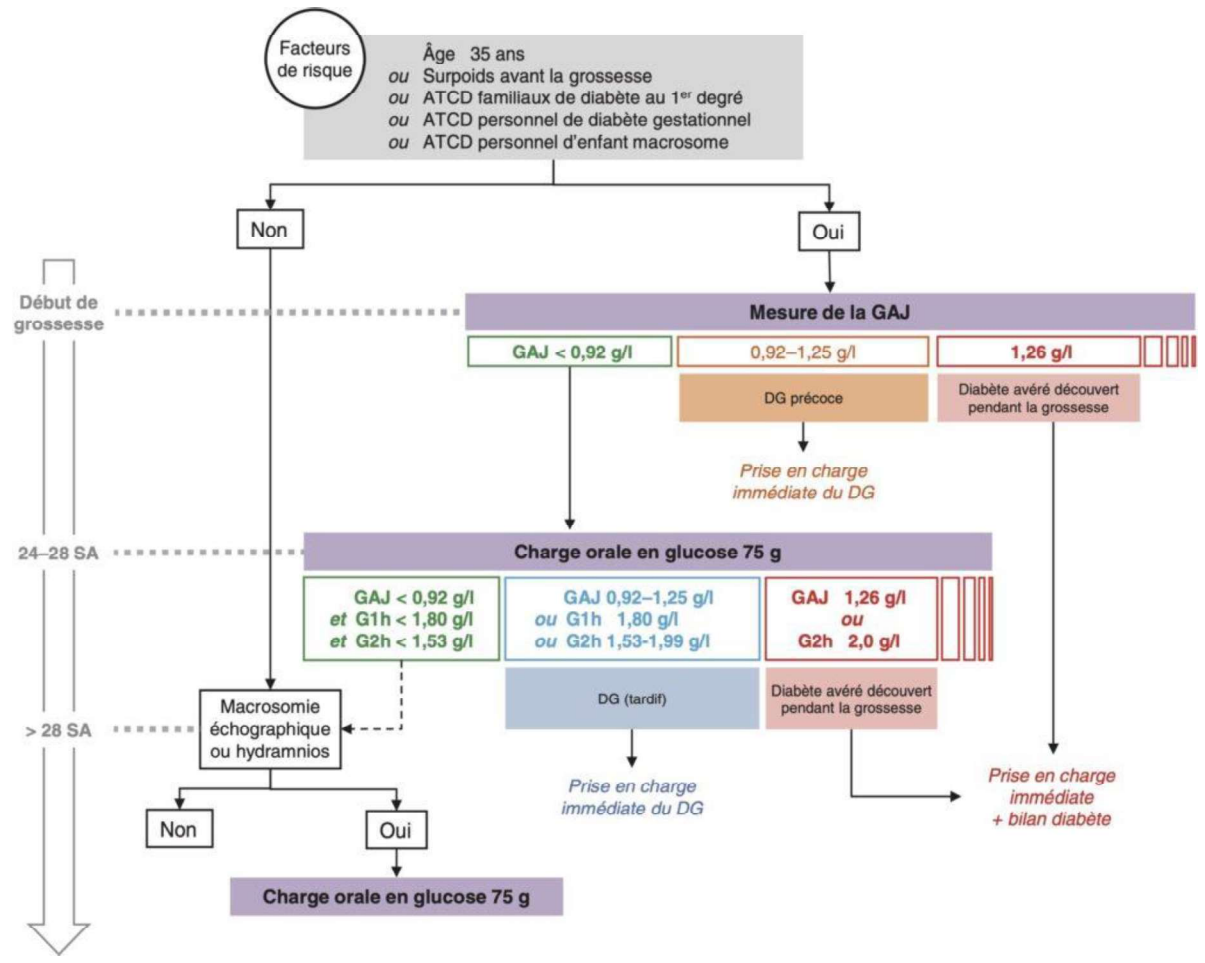 Facteurs
de risque
Âge   35 ans
ou   Surpoids avant la grossesse
ou   ATCD familiaux de diabète au 1er degré
ou   ATCD personnel de diabète gestationnel
ou   ATCD personnel d'enfant macrosome
Non
Oui
Début de
grossesse
Mesure de la GAJ
GAJ < 0,92 g/l
0,92–1,25 g/l
1,26 g/l
DG précoce
Diabète avéré découvert
pendant la grossesse
Prise en charge
immédiate du DG
24–28 SA
Charge orale en glucose 75 g
GAJ < 0,92 g/l
et G1h < 1,80 g/l
et G2h < 1,53 g/l
GAJ 0,92–1,25 g/l
ou G1h   1,80 g/l
ou G2h 1,53-1,99 g/l
GAJ   1,26 g/l
ou
G2h   2,0 g/l
DG (tardif)
Diabète avéré découvert
pendant la grossesse
> 28 SA
Macrosomie
échographique
ou hydramnios
Prise en charge
immédiate du DG
Prise en charge
immédiate
+ bilan diabète
Non
Oui
Charge orale en glucose 75 g